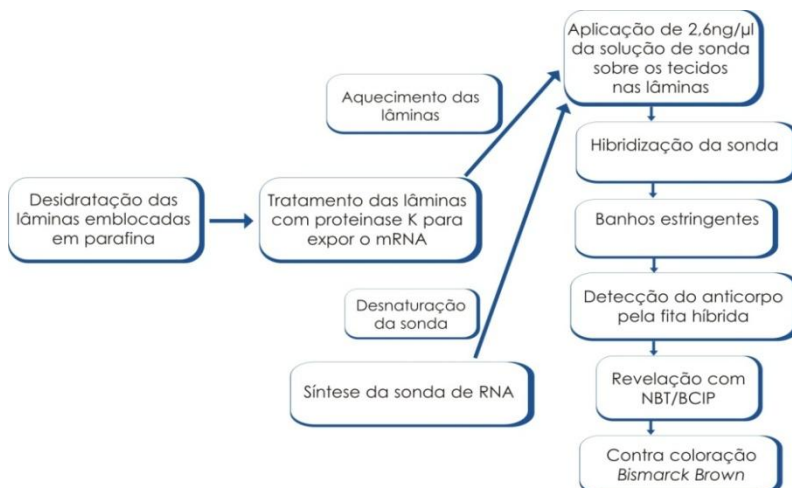 Desidratação das
lâminas emblocadas
em parafina
Tratamento das lâminas
com proteinase K para
expor o mRNA
Aquecimento das
lâminas
Desnaturação
da sonda
Síntese da sonda de RNA
Aplicação de 2,6ng/µl
da solução de sonda
sobre os tecidos
nas lâminas
Hibridização da sonda
Banhos estringentes
Detecção do anticorpo
pela fita híbrida
Revelação com
NBT/BCIP
Contra coloração
Bismarck Brown